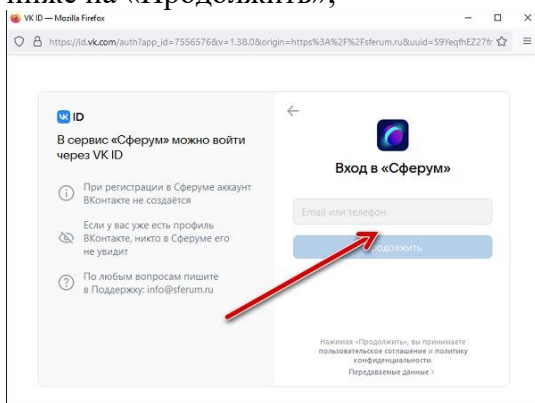 ниже на «Продолжить»,
VK ID — Mozilla Firefox
https://id.vk.com/auth?app_id=7556576&v=1.38.0&origin=https%3A%2F%2Fsferum.ru&uuid=S9YeqfhEZ27fr
VK ID
В сервис «Сферум» можно войти
через VK ID
При регистрации в Сферуме аккаунт
ВКонтакте не создаётся
Если у вас уже есть профиль
ВКонтакте, никто в Сферуме его
не увидит
По любым вопросам пишите
в Поддержку: info@sferum.ru
Вход в «Сферум»
Email или телефон
Продолжить
Нажимая «Продолжить», вы принимаете
пользовательское соглашение и политику
конфиденциальности.
Передаваемые данные